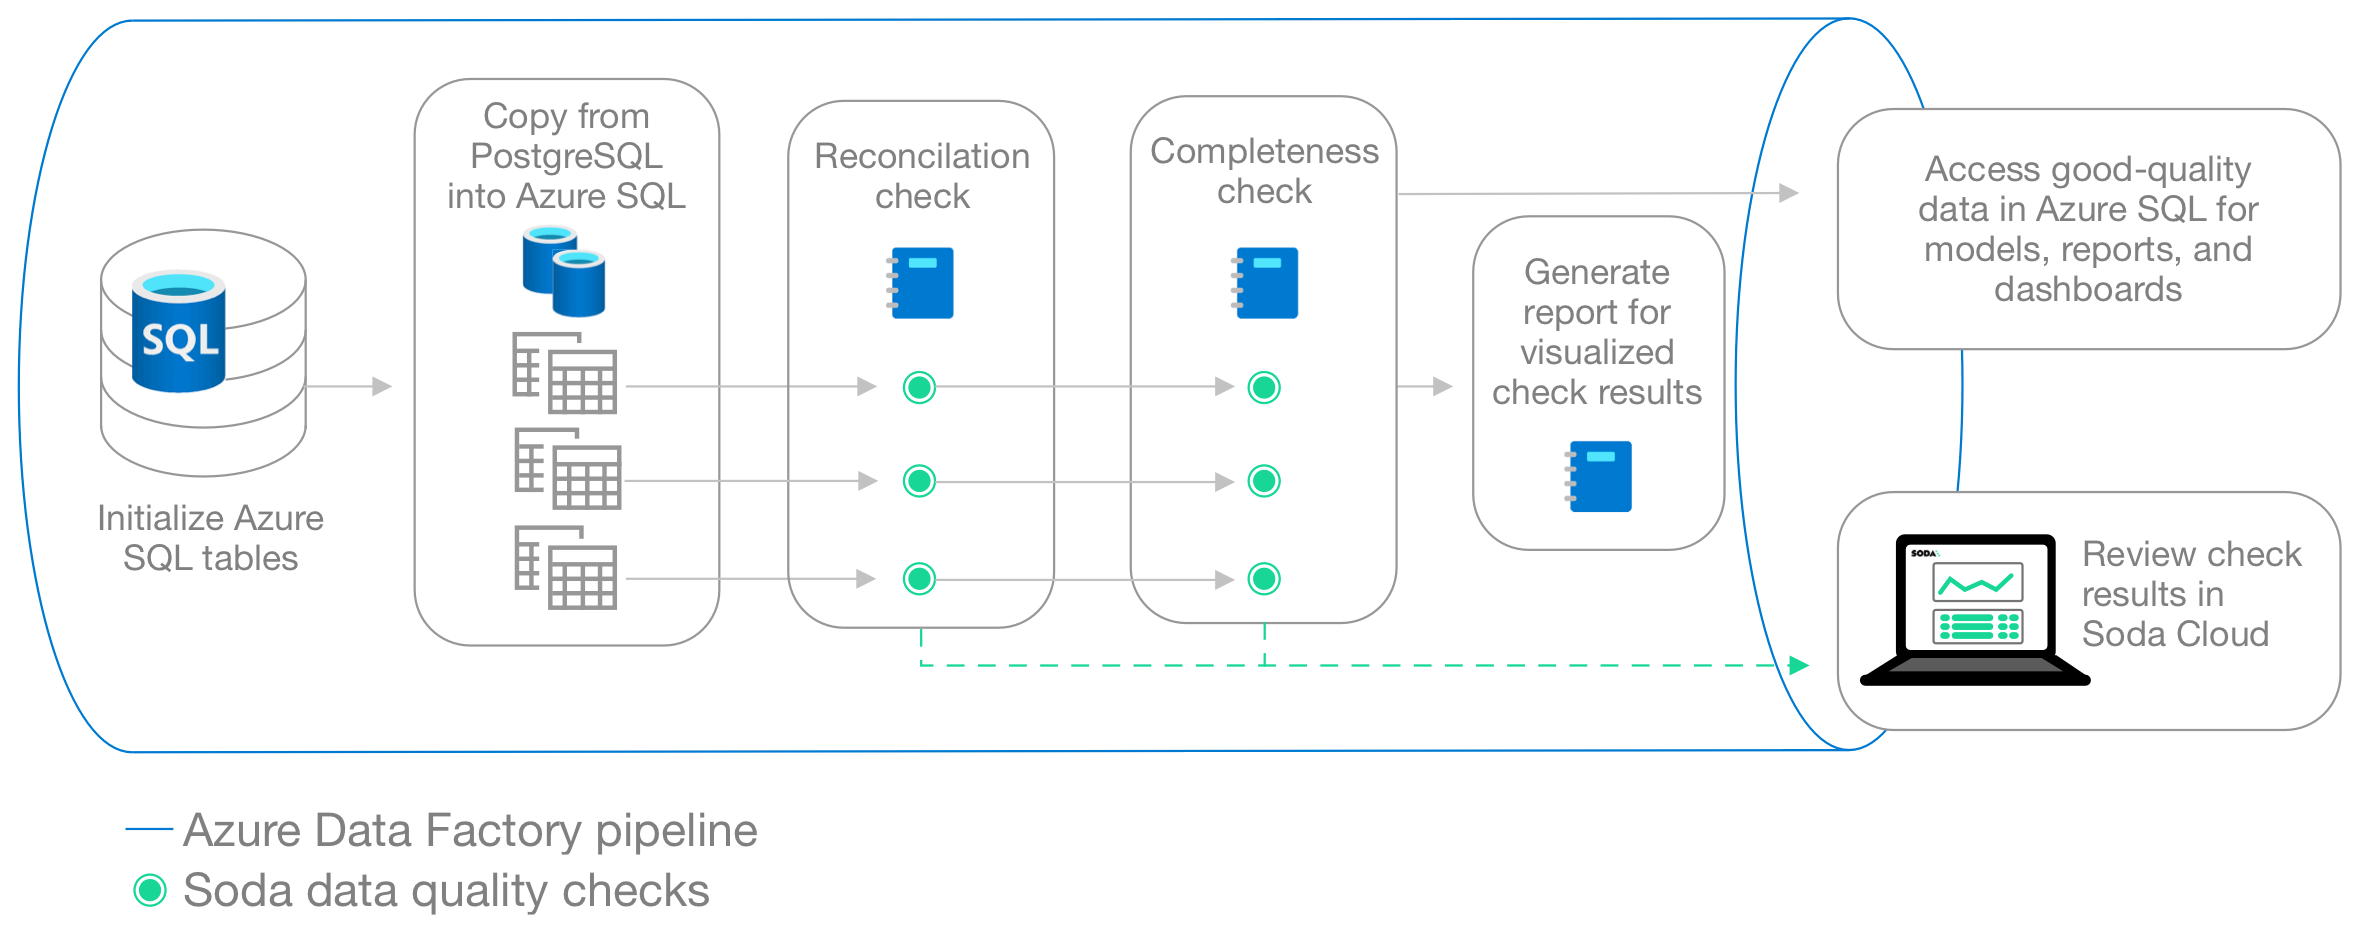 Copy from
PostgreSQL
into Azure SQL
Reconcilation
check
Completeness
check
Access good-quality
data in Azure SQL for
models, reports, and
dashboards
Generate
report for
visualized
check results
SQL
Initialize Azure
SQL tables
SODA
Review check
results in
Soda Cloud
Azure Data Factory pipeline
Soda data quality checks